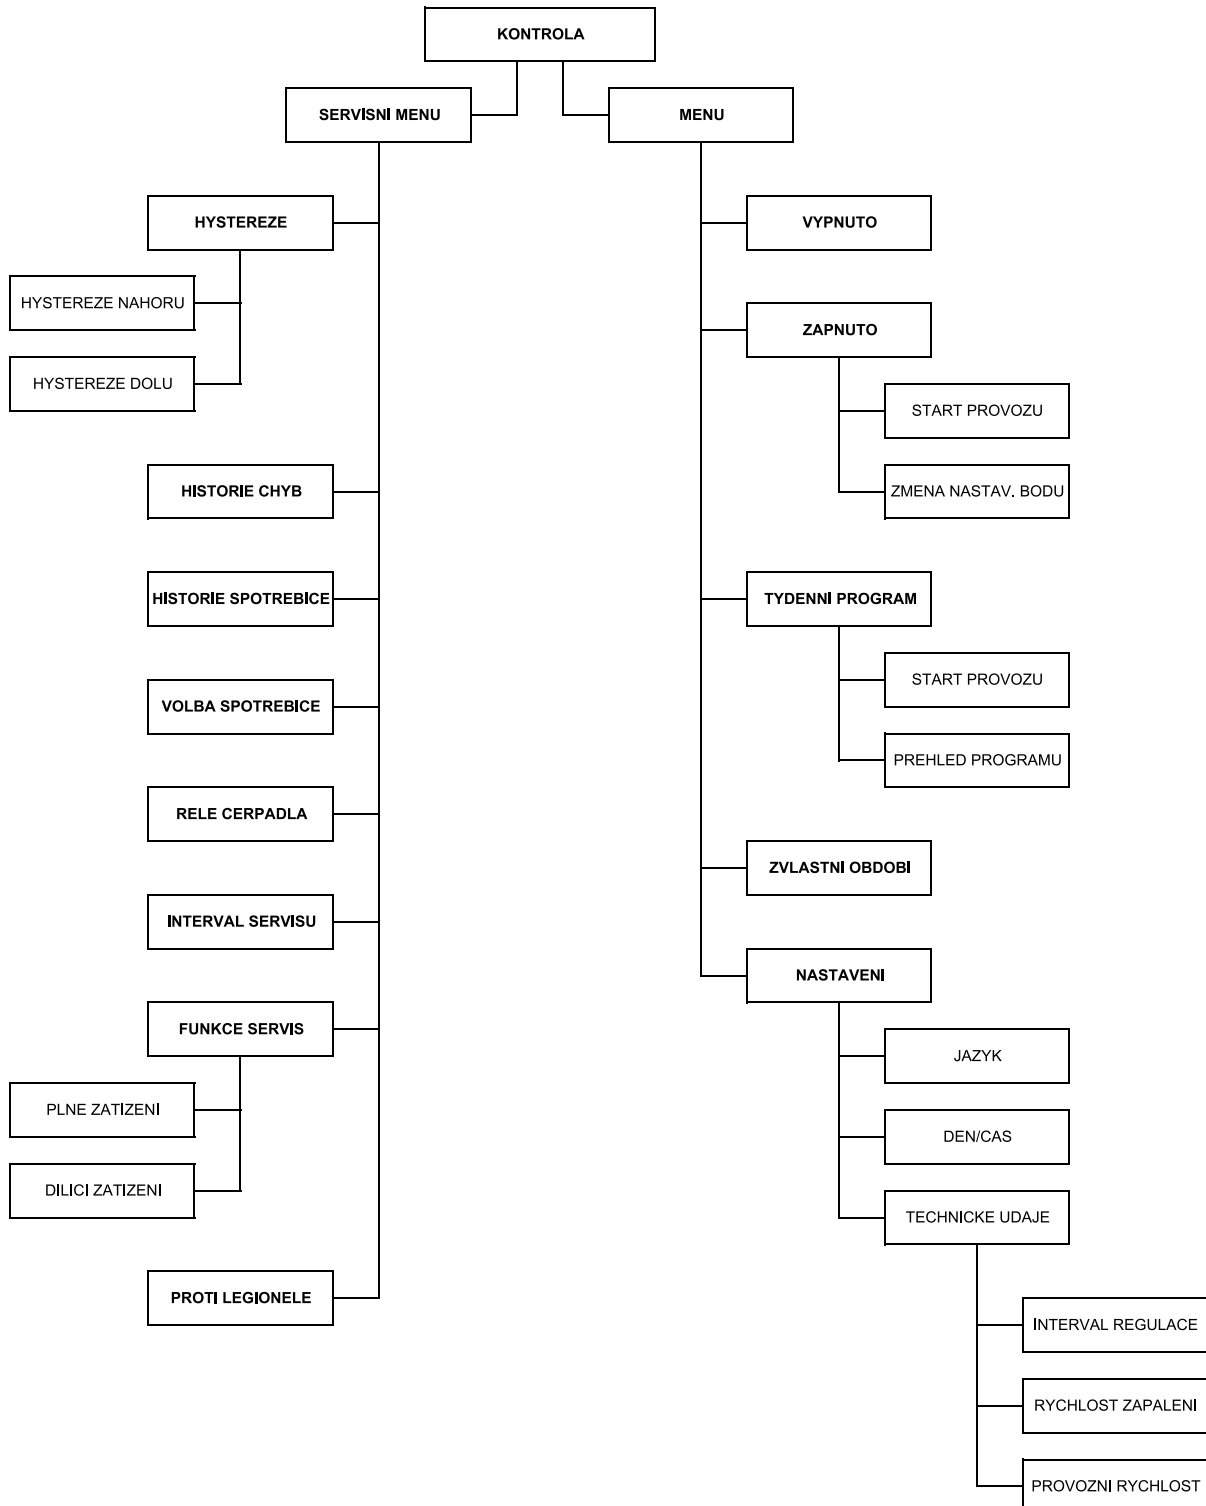 KONTROLA
SERVISNI MENU
MENU
HYSTEREZE
HYSTEREZE NAHORU
HYSTEREZE DOLU
HISTORIE CHYB
HISTORIE SPOTREBICE
VOLBA SPOTREBICE
RELE CERPADLA
INTERVAL SERVISU
FUNKCE SERVIS
PLNE ZATIZENI
DILICI ZATIZENI
PROTI LEGIONELE
VYPNUTO
ZAPNUTO
START PROVOZU
ZMENA NASTAV. BODU
TYDENNI PROGRAM
START PROVOZU
PREHLED PROGRAMU
ZVLASTNI OBDOBI
NASTAVENI
JAZYK
DEN/CAS
TECHNICKE UDAJE
INTERVAL REGULACE
RYCHLOST ZAPALENI
PROVOZNI RYCHLOST